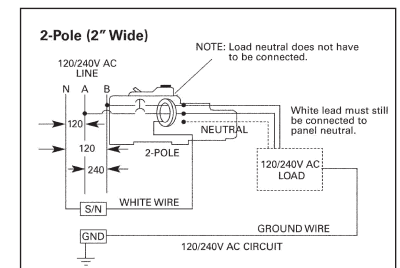 2-Pole (2" Wide)
NOTE: Load neutral does not have
to be connected.
120/240V AC
LINE
N A B
120
120
240
NEUTRAL
2-POLE
White lead must still
be connected to
panel neutral.
120/240V AC
LOAD
S/N
WHITE WIRE
GND
GROUND WIRE
120/240V AC CIRCUIT